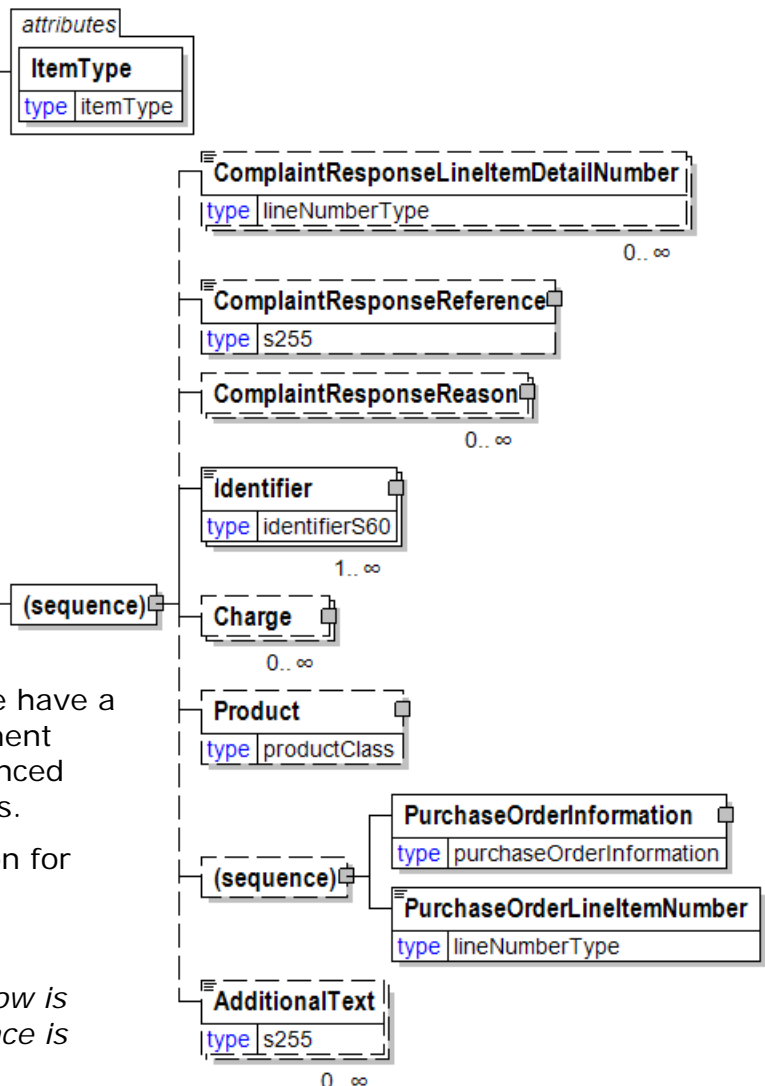 attributes
ItemType
type itemType
ComplaintResponseLineItemDetailNumber
type lineNumberType
0.. ∞
ComplaintResponseReference
type s255
ComplaintResponseReason
0.. ∞
Identifier
type identifierS60
1.. ∞
(sequence)
Charge
0.. ∞
e have a
nent
nced
s.
on for
ow is
ce is
Product
type productClass
PurchaseOrderInformation
type purchaseOrderInformation
(sequence)
PurchaseOrderLineItemNumber
type lineNumberType
AdditionalText
type s255
0.. ∞